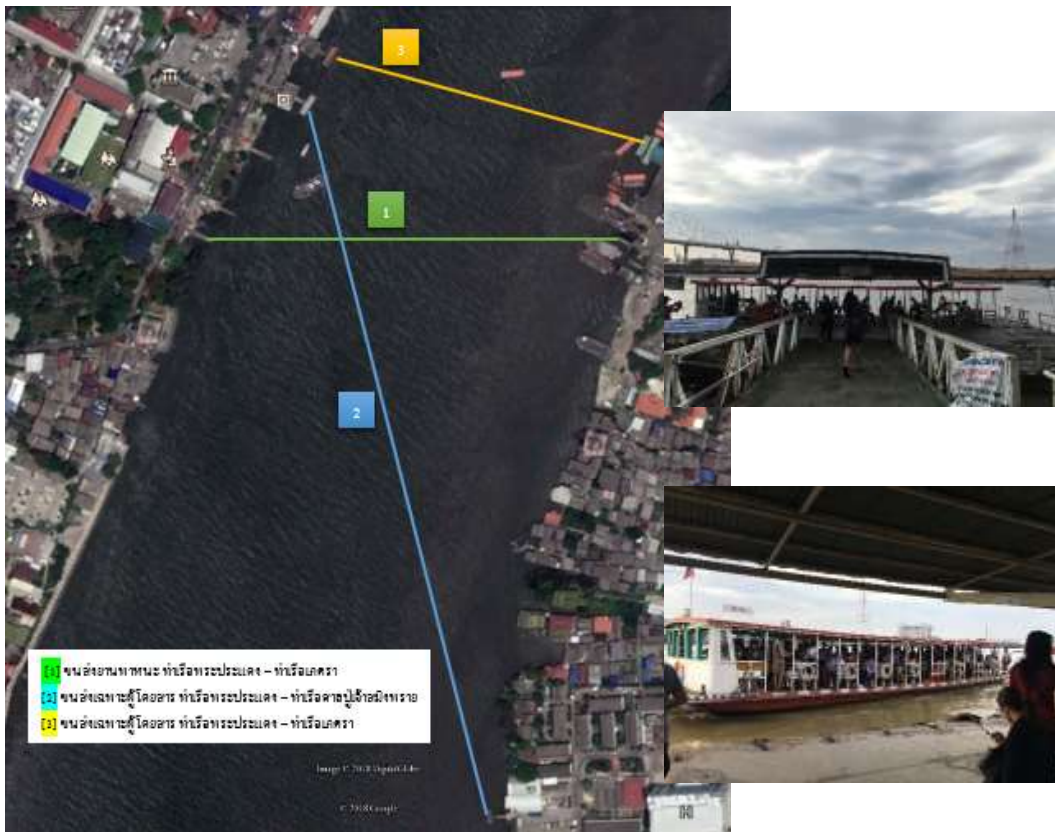 3
1
2
[1] ขนส่งยานพาหนะ ท่าเรือพระประแดง – ท่าเรือเภตรา
[2] ขนส่งเฉพาะผู้โดยสาร ท่าเรือพระประแดง – ท่าเรือตาลปู่เจ้าสมิงพราย
[3] ขนส่งเฉพาะผู้โดยสาร ท่าเรือพระประแดง – ท่าเรือเภตรา
Image © 2018 DigitalGlobe
© 2018 Google